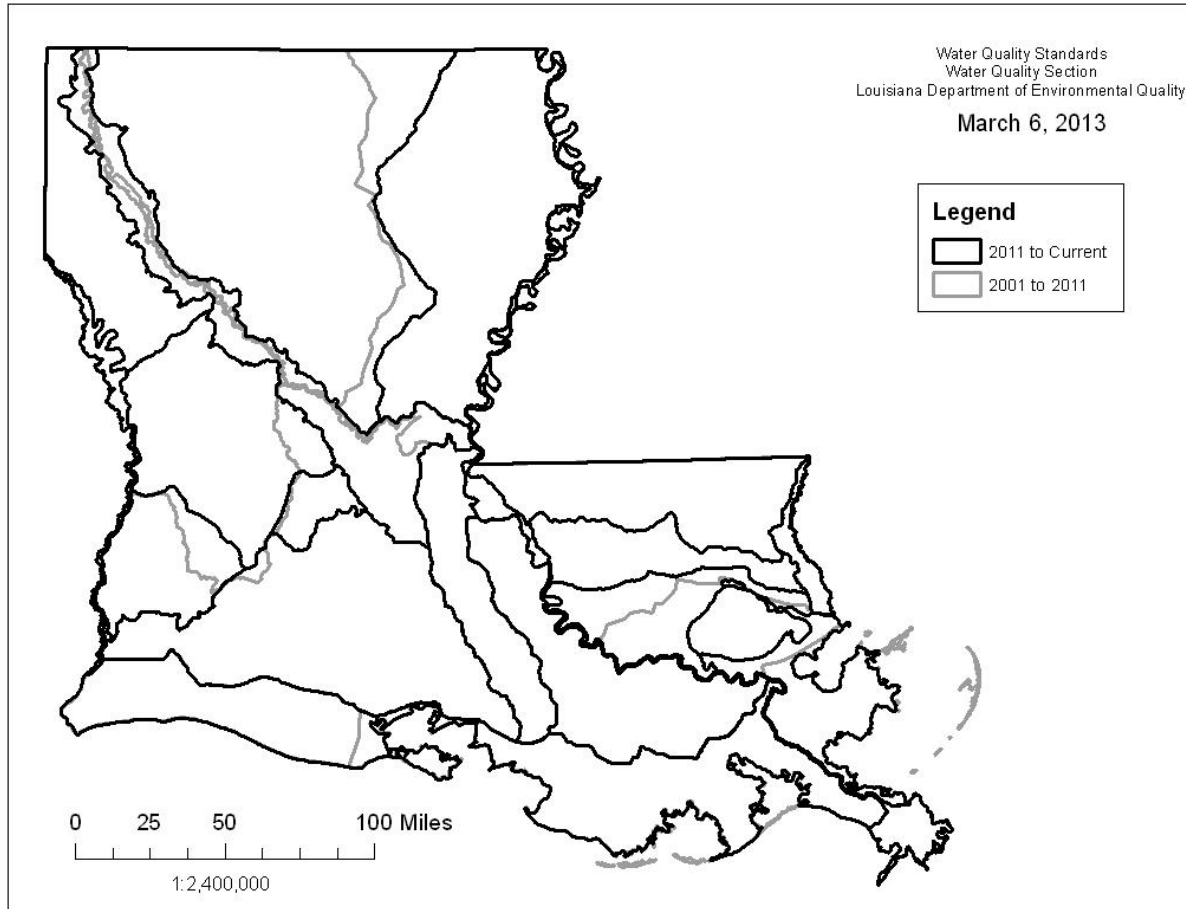 Water Quality Standards
Water Quality Section
Louisiana Department of Environmental Quality
March 6, 2013
Legend
2011 to Current
2001 to 2011
0 25 50 100 Miles
1:2,400,000